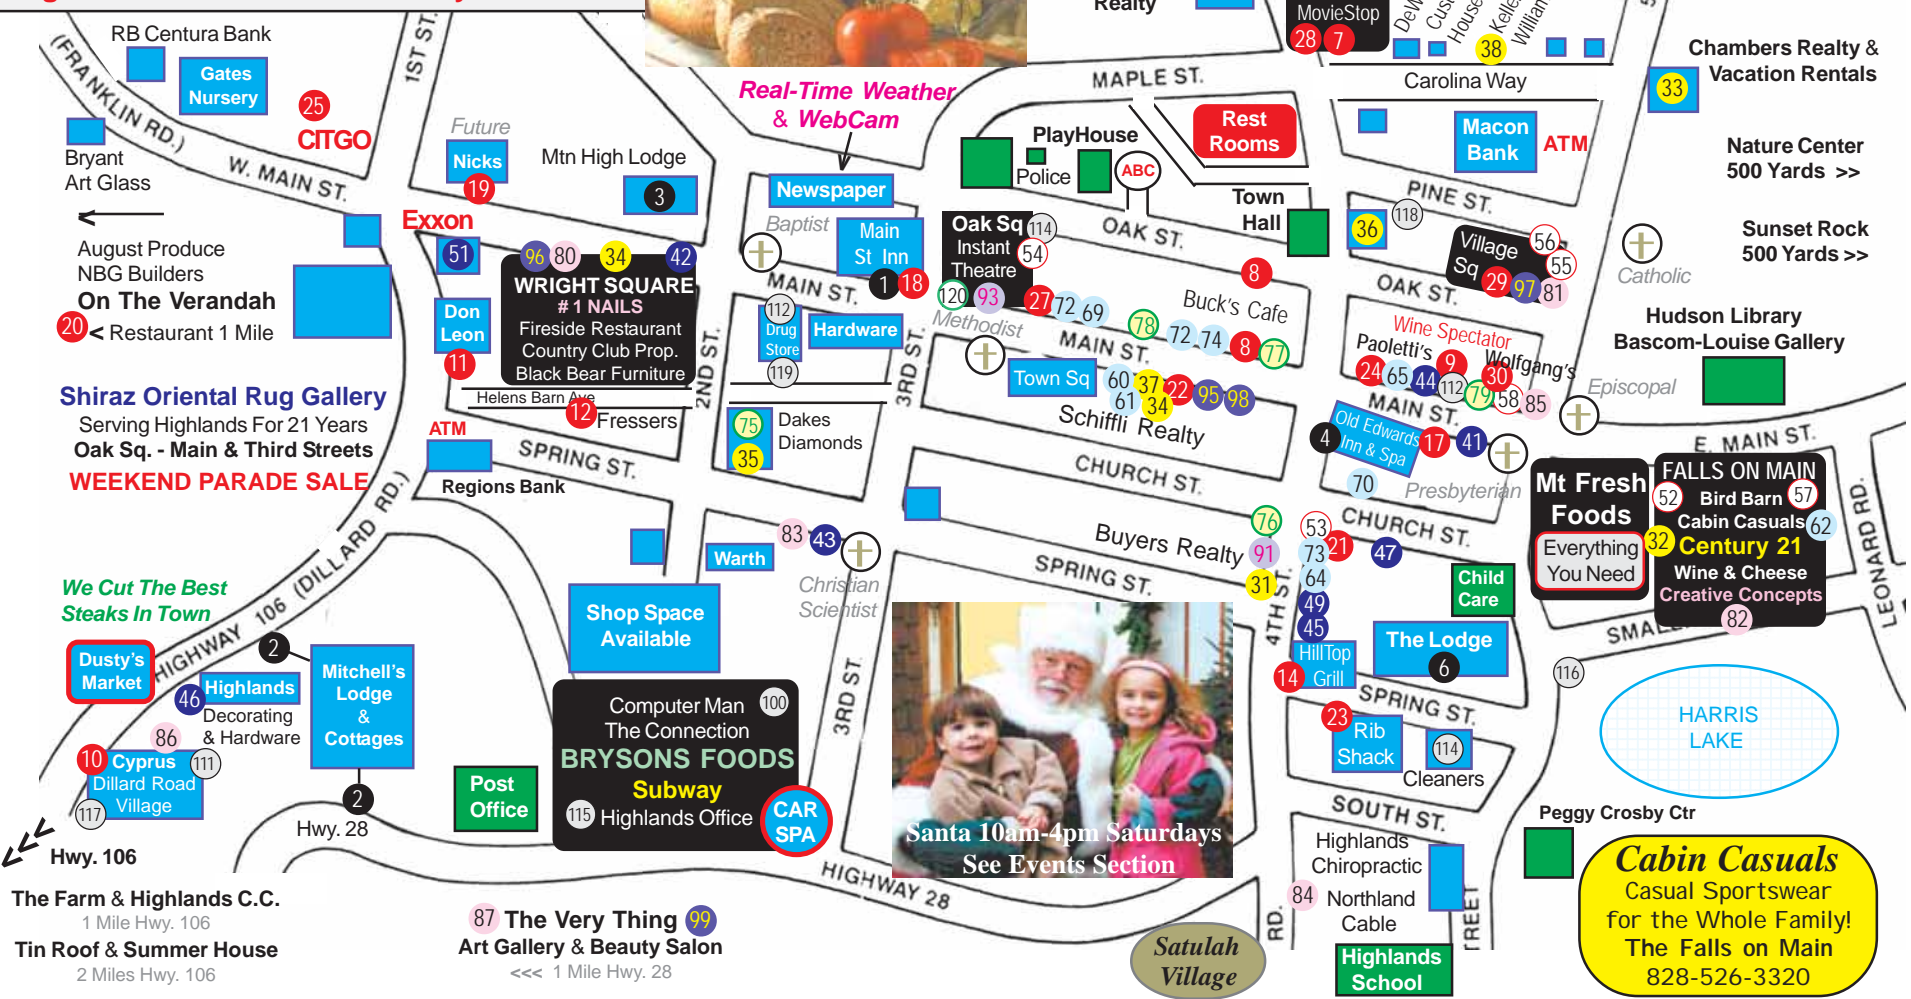 Realty
MovieStop
28 7
38
Carolina Way
Chambers Realty &
Vacation Rentals
33
RB Centura Bank
Gates
Nursery
25
CITGO
1ST ST.
(FRANKLIN RD.)
Bryant
Art Glass
W. MAIN ST.
Future
Nicks
19
Mtn High Lodge
3
Real-Time Weather
& WebCam
Newspaper
MAPLE ST.
Rest
Rooms
PlayHouse
Police
ABC
Town
Hall
Macon
Bank
ATM
Nature Center
500 Yards >>
PINE ST.
118
36
Sunset Rock
500 Yards >>
August Produce
NBG Builders
On The Verandah
20 < Restaurant 1 Mile
Exxon
51
96 80 34 42
WRIGHT SQUARE
# 1 NAILS
Fireside Restaurant
Country Club Prop.
Black Bear Furniture
Don
Leon
11
Helens Barn Ave
12 Fressers
Baptist
Main
St Inn
1 18
MAIN ST.
Oak Sq 114
Instant
Theatre
54
120 93
27 72 69
OAK ST.
8
Buck's Cafe
78 72 74 8 77
Village
Sq
56
55
29 97 81
Catholic
OAK ST.
Wine Spectator
Paoletti's
9
Wolfgang's
24 65 44 112 30 79 58 85
MAIN ST.
Hudson Library
Bascom-Louise Gallery
Episcopal
Shiraz Oriental Rug Gallery
Serving Highlands For 21 Years
Oak Sq. - Main & Third Streets
WEEKEND PARADE SALE
ATM
Regions Bank
SPRING ST.
2ND ST.
112
Drug
Store
119
Hardware
3RD ST.
Methodist
MAIN ST.
Town Sq
60 37 22 95 98
61 34
Schiffli Realty
75
35
Dakes
Diamonds
CHURCH ST.
4
Old Edwards
Inn & Spa
17 41
70
Presbyterian
E. MAIN ST.
LEONARD RD.
Mt Fresh
Foods
Everything
You Need
FALLS ON MAIN
52 Bird Barn 57
Cabin Casuals 62
32 Century 21
Wine & Cheese
Creative Concepts
82
CHURCH ST.
53
21
47
73
64
49
45
76
Buyers Realty
91
31
4TH ST.
SPRING ST.
Child
Care
HillTop
Grill
14
The Lodge
6
SPRING ST.
116
HARRIS
LAKE
We Cut The Best
Steaks In Town
HIGHWAY 106 (DILLARD RD.)
Dusty's
Market
46
Highlands
Decorating
& Hardware
2
Mitchell's
Lodge
&
Cottages
2
86
10
Cyprus
111
Dillard Road
Village
117
Hwy. 28
Hwy. 106
The Farm & Highlands C.C.
1 Mile Hwy. 106
Tin Roof & Summer House
2 Miles Hwy. 106
Warth
83 43
Christian
Scientist
Shop Space
Available
Computer Man 100
The Connection
BRYSONS FOODS
Subway
115 Highlands Office
CAR
SPA
Post
Office
3RD ST.
Santa 10am-4pm Saturdays
See Events Section
HIGHWAY 28
87 The Very Thing 99
Art Gallery & Beauty Salon
<<< 1 Mile Hwy. 28
Satulah
Village
RD.
23
Rib
Shack
114
Cleaners
SOUTH ST.
Highlands
Chiropractic
84 Northland
Cable
Highlands
School
Peggy Crosby Ctr
Cabin Casuals
Casual Sportswear
for the Whole Family!
The Falls on Main
828-526-3320